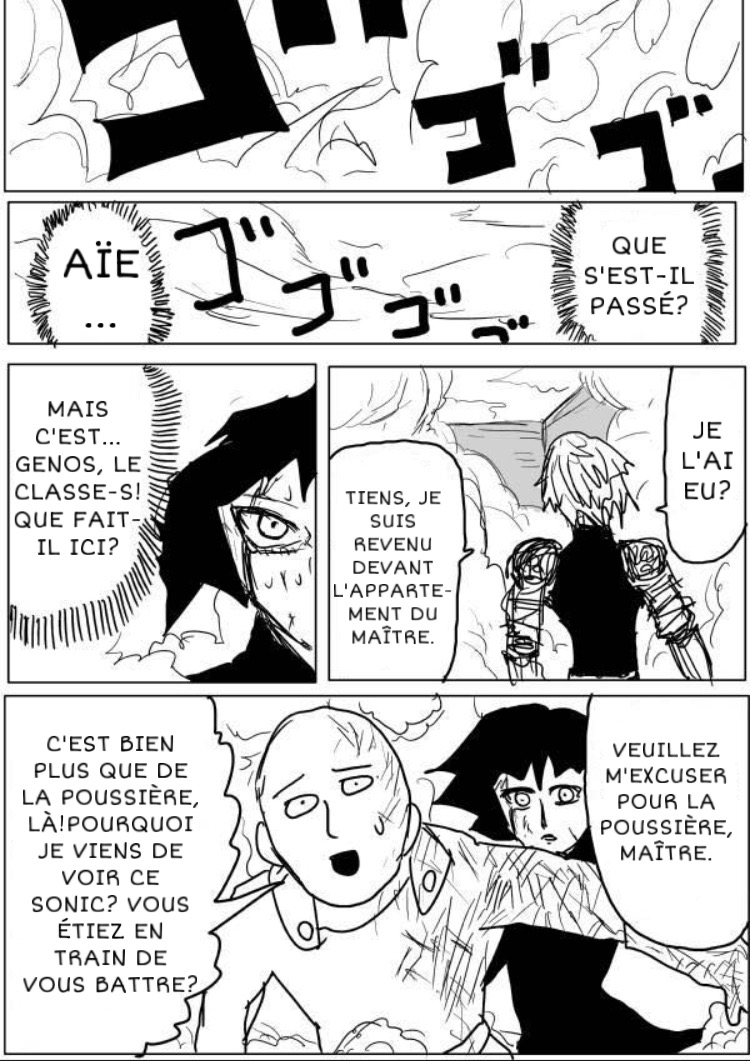 ゴゴゴ
QUE
S'EST-IL
PASSÉ?
ゴゴゴゴ
AÏE
...
JE
L'AI
EU?
TIENS, JE
SUIS
REVENU
DEVANT
L'APPARTE-
MENT DU
MAÎTRE.
MAIS
C'EST...
GENOS, LE
CLASSE-S!
QUE FAIT-
IL ICI?
VEUILLEZ
M'EXCUSER
POUR LA
POUSSIÈRE,
MAÎTRE.
C'EST BIEN
PLUS QUE DE
LA POUSSIÈRE,
LÀ!POURQUOI
JE VIENS DE
VOIR CE
SONIC? VOUS
ÉTIEZ EN
TRAIN DE
VOUS BATTRE?